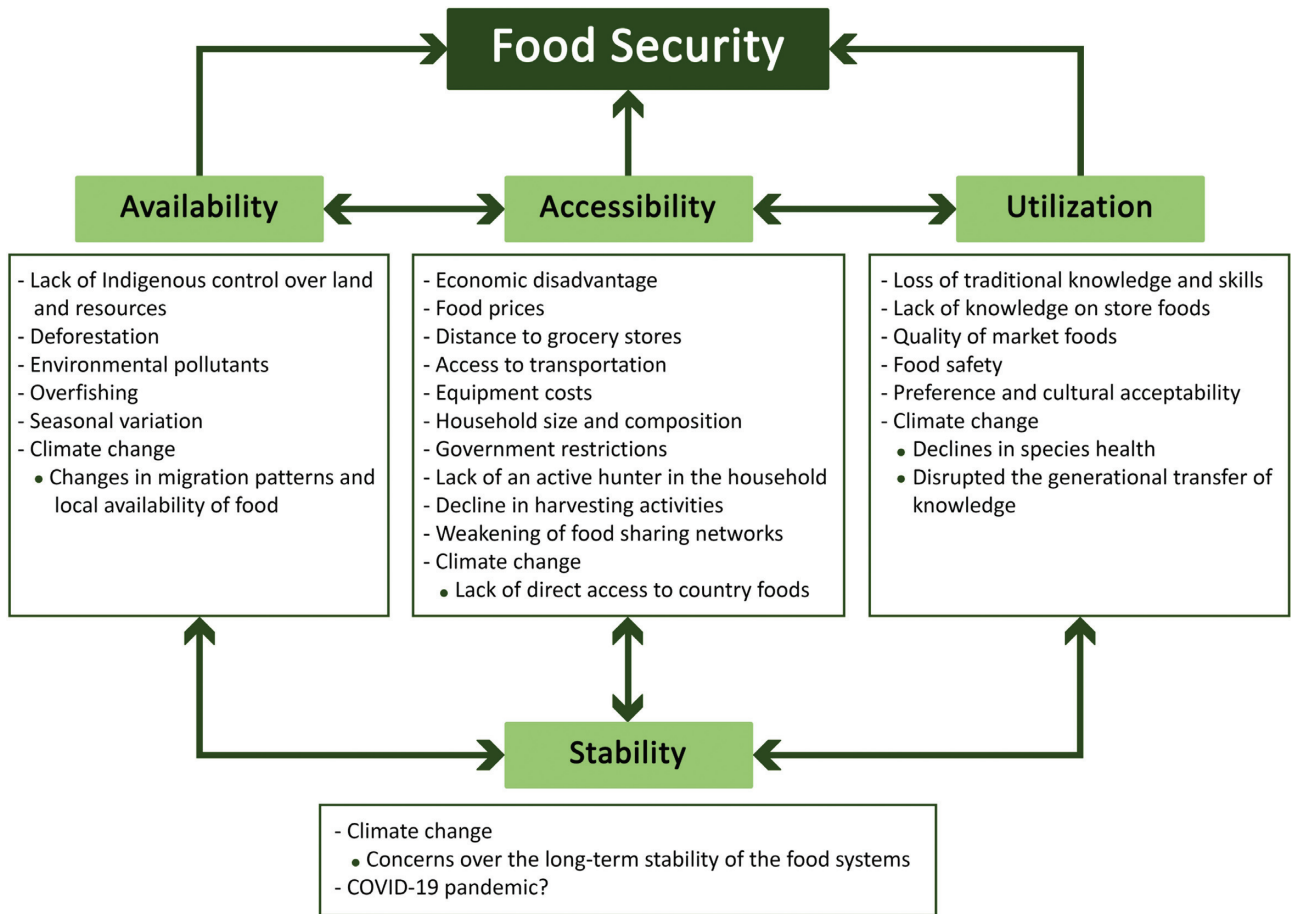 Food Security
Availability
Accessibility
Utilization
- Lack of Indigenous control over land
and resources
- Deforestation
- Environmental pollutants
- Overfishing
- Seasonal variation
- Climate change
• Changes in migration patterns and
local availability of food
- Economic disadvantage
- Food prices
- Distance to grocery stores
- Access to transportation
- Equipment costs
- Household size and composition
- Government restrictions
- Lack of an active hunter in the household
- Decline in harvesting activities
- Weakening of food sharing networks
- Climate change
• Lack of direct access to country foods
- Loss of traditional knowledge and skills
- Lack of knowledge on store foods
- Quality of market foods
- Food safety
- Preference and cultural acceptability
- Climate change
• Declines in species health
• Disrupted the generational transfer of
knowledge
Stability
- Climate change
• Concerns over the long-term stability of the food systems
- COVID-19 pandemic?